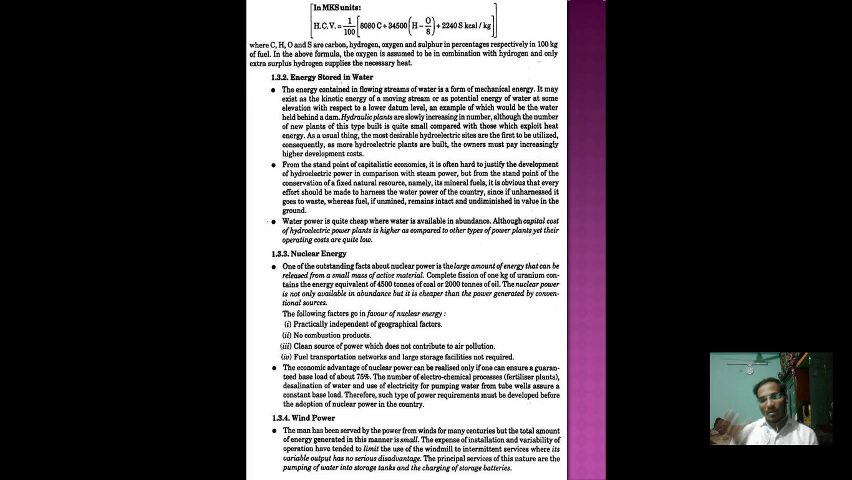 In MKS units:
H.C.V. = 1/100 [8080 C + 34500 (H − O/8) + 2240 S kcal / kg]
where C, H, O and S are carbon, hydrogen, oxygen and sulphur in percentages respectively in 100 kg
of fuel. In the above formula, the oxygen is assumed to be in combination with hydrogen and only
extra surplus hydrogen supplies the necessary heat.
1.3.2. Energy Stored in Water
● The energy contained in flowing streams of water is a form of mechanical energy. It may
exist as the kinetic energy of a moving stream or as potential energy of water at some
elevation with respect to a lower datum level, an example of which would be the water
held behind a dam. Hydraulic plants are slowly increasing in number, although the number
of new plants of this type built is quite small compared with those which exploit heat
energy. As a usual thing, the most desirable hydroelectric sites are the first to be utilized,
consequently, as more hydroelectric plants are built, the owners must pay increasingly
higher development costs.
● From the stand point of capitalistic economics, it is often hard to justify the development
of hydroelectric power in comparison with steam power, but from the stand point of the
conservation of a fixed natural resource, namely, its mineral fuels, it is obvious that every
effort should be made to harness the water power of the country, since if unharnessed it
goes to waste, whereas fuel, if unmined, remains intact and undiminished in value in the
ground.
● Water power is quite cheap where water is available in abundance. Although capital cost
of hydroelectric power plants is higher as compared to other types of power plants yet their
operating costs are quite low.
1.3.3. Nuclear Energy
● One of the outstanding facts about nuclear power is the large amount of energy that can be
released from a small mass of active material. Complete fission of one kg of uranium con-
tains the energy equivalent of 4500 tonnes of coal or 2000 tonnes of oil. The nuclear power
is not only available in abundance but it is cheaper than the power generated by conven-
tional sources.
The following factors go in favour of nuclear energy :
(i) Practically independent of geographical factors.
(ii) No combustion products.
(iii) Clean source of power which does not contribute to air pollution.
(iv) Fuel transportation networks and large storage facilities not required.
● The economic advantage of nuclear power can be realised only if one can ensure a guaran-
teed base load of about 75%. The number of electro-chemical processes (fertiliser plants),
desalination of water and use of electricity for pumping water from tube wells assure a
constant base load. Therefore, such type of power requirements must be developed before
the adoption of nuclear power in the country.
1.3.4. Wind Power
● The man has been served by the power from winds for many centuries but the total amount
of energy generated in this manner is small. The expense of installation and variability of
operation have tended to limit the use of the windmill to intermittent services where its
variable output has no serious disadvantage. The principal services of this nature are the
pumping of water into storage tanks and the charging of storage batteries.